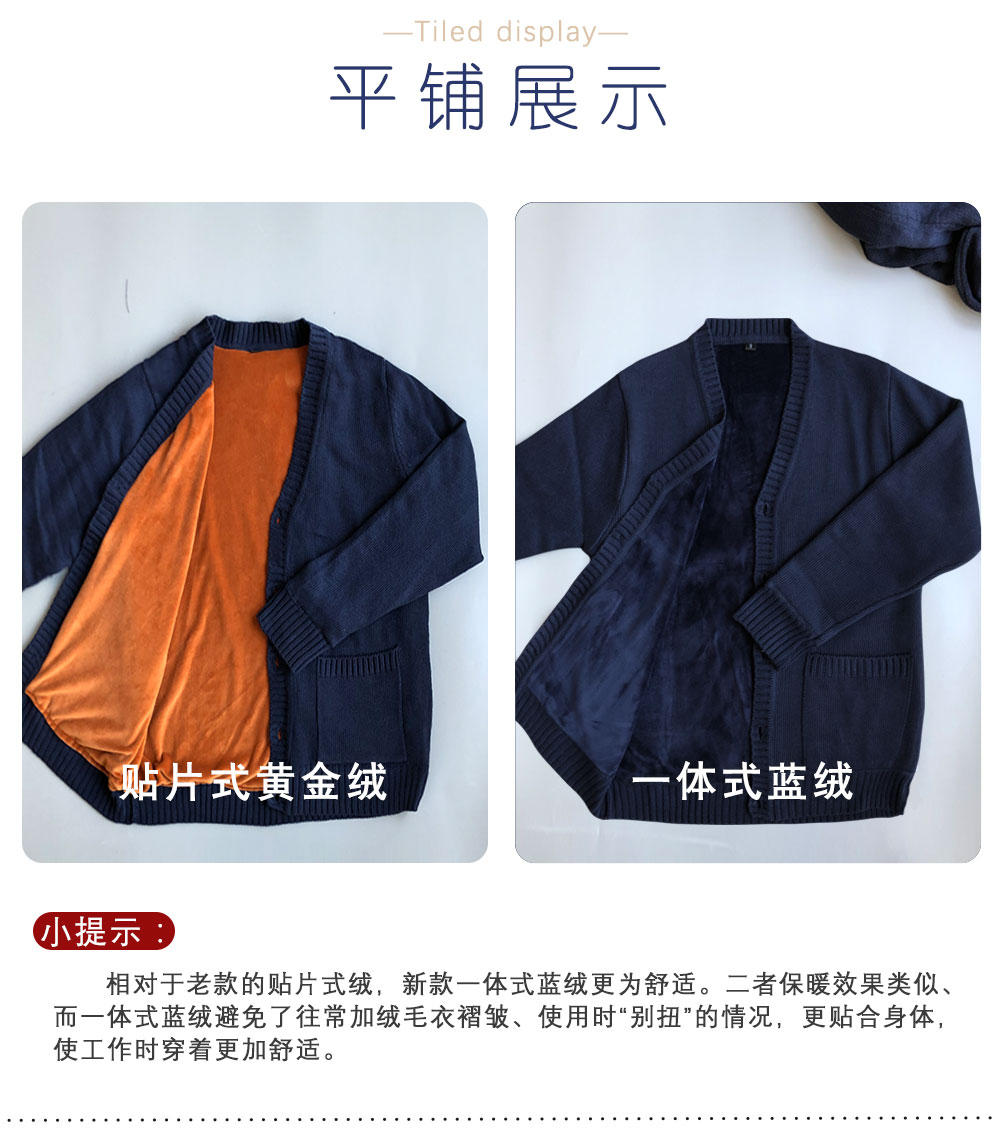 —Tiled display—
平铺展示
贴片式黄金绒
一体式蓝绒
小提示：
相对于老款的贴片式绒，新款一体式蓝绒更为舒适。二者保暖效果类似、
而一体式蓝绒避免了往常加绒毛衣褶皱、使用时“别扭”的情况，更贴合身体，
使工作时穿着更加舒适。